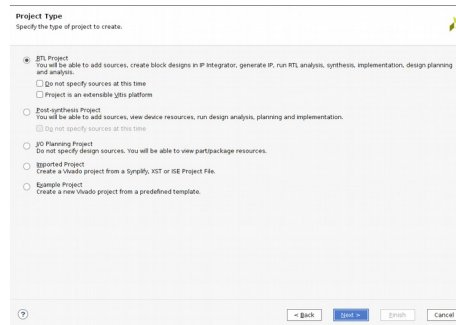 Project Type
Specify the type of project to create.
RTL Project
You will be able to add sources, create block designs in IP Integrator, generate IP, run RTL analysis, synthesis, implementation, design planning
and analysis.
Do not specify sources at this time
Project is an extensible Vitis platform
Post-synthesis Project
You will be able to add sources, view device resources, run design analysis, planning and implementation.
Do not specify sources at this time
I/O Planning Project
Do not specify design sources. You will be able to view part/package resources.
Imported Project
Create a Vivado project from a Synplify, XST or ISE Project File.
Example Project
Create a new Vivado project from a predefined template.
? < Back Next > Finish Cancel